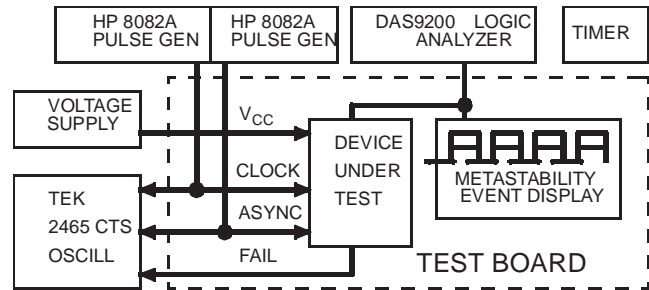 HP 8082A
PULSE GEN
HP 8082A
PULSE GEN
DAS9200 LOGIC
ANALYZER
TIMER
VOLTAGE
SUPPLY
VCC
DEVICE
UNDER
TEST
METASTABILITY
EVENT DISPLAY
CLOCK
ASYNC
FAIL
TEK
2465 CTS
OSCILL
TEST BOARD